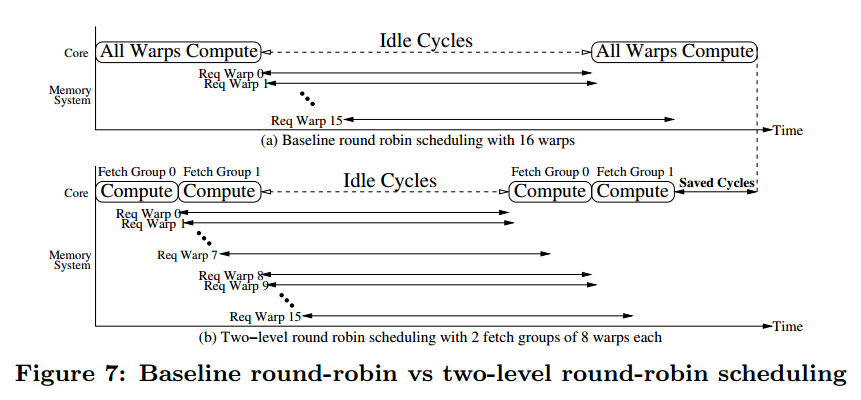 Idle Cycles
Core
All Warps Compute
All Warps Compute
Req Warp 0
Req Warp 1
Memory
System
Req Warp 15
Time
(a) Baseline round robin scheduling with 16 warps
Fetch Group 0 Fetch Group 1
Fetch Group 0 Fetch Group 1
Core
Compute
Compute
Idle Cycles
Compute
Compute
Saved Cycles
Req Warp 0
Req Warp 1
Memory
System
Req Warp 7
Req Warp 8
Req Warp 9
Req Warp 15
Time
(b) Two-level round robin scheduling with 2 fetch groups of 8 warps each
Figure 7: Baseline round-robin vs two-level round-robin scheduling